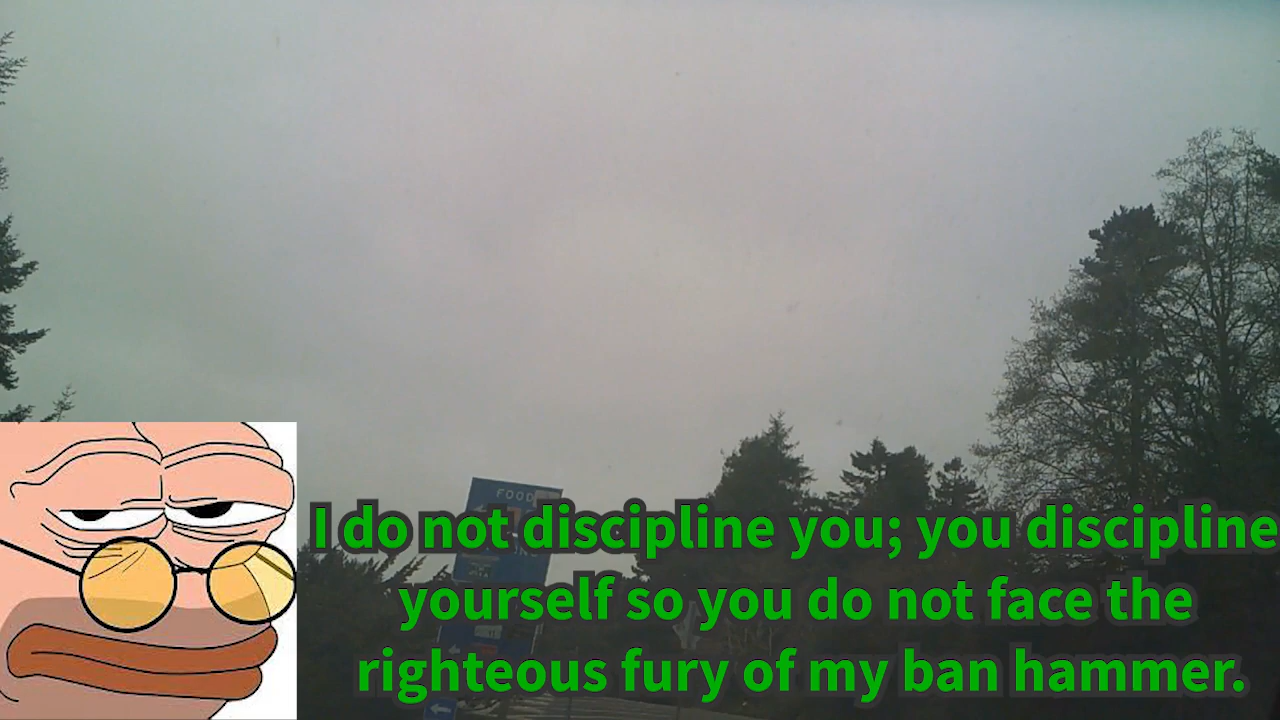 FOOD
I do not discipline you; you discipline
yourself so you do not face the
righteous fury of my ban hammer.